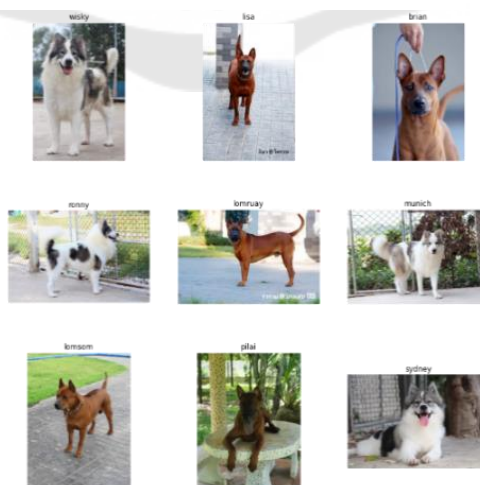 wisky
lisa
brian
ronny
lomruay
munich
lomsom
pilai
sydney